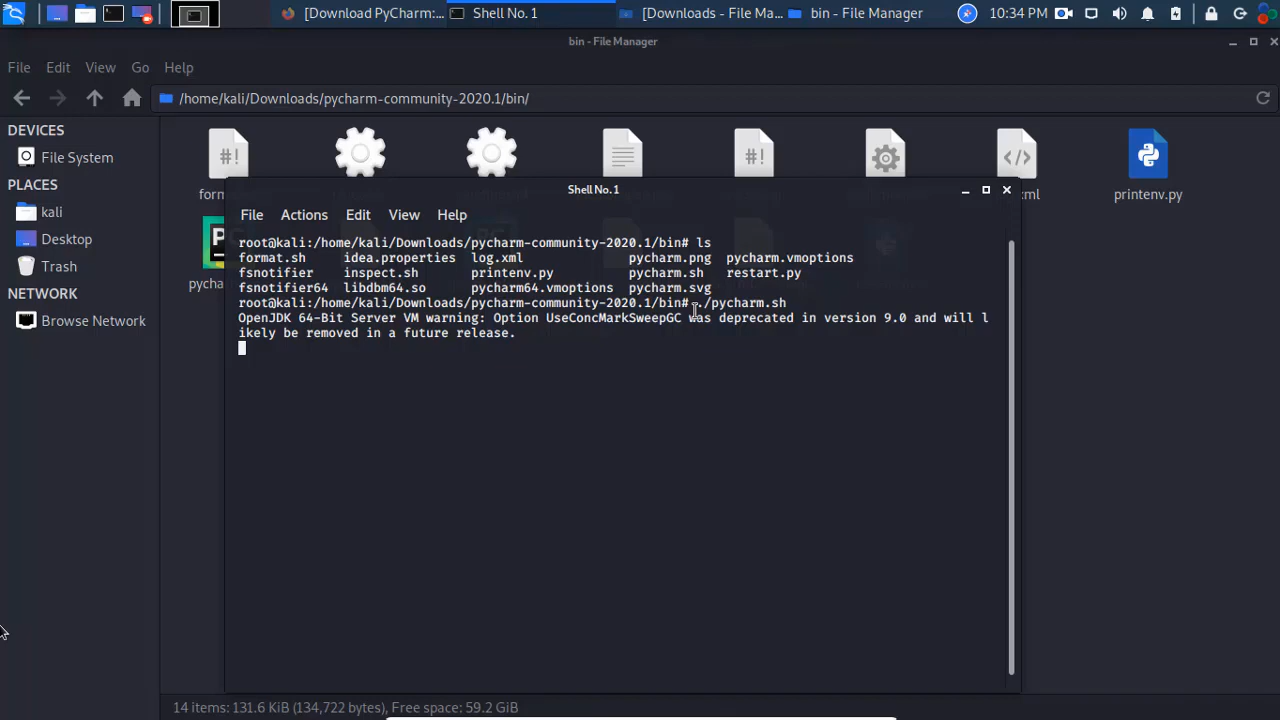 [Download PyCharm:... Shell No. 1 [Downloads - File Ma... bin - File Manager 10:34 PM
bin - File Manager
File Edit View Go Help
/home/kali/Downloads/pycharm-community-2020.1/bin/
DEVICES
File System
PLACES
kali
Desktop
Trash
NETWORK
Browse Network
#! #! </>
printenv.py
Shell No. 1
File Actions Edit View Help
root@kali:/home/kali/Downloads/pycharm-community-2020.1/bin# ls
format.sh idea.properties log.xml pycharm.png pycharm.vmoptions
fsnotifier inspect.sh printenv.py pycharm.sh restart.py
fsnotifier64 libdbm64.so pycharm64.vmoptions pycharm.svg
root@kali:/home/kali/Downloads/pycharm-community-2020.1/bin# ./pycharm.sh
OpenJDK 64-Bit Server VM warning: Option UseConcMarkSweepGC was deprecated in version 9.0 and will l
ikely be removed in a future release.
14 items: 131.6 KiB (134,722 bytes), Free space: 59.2 GiB